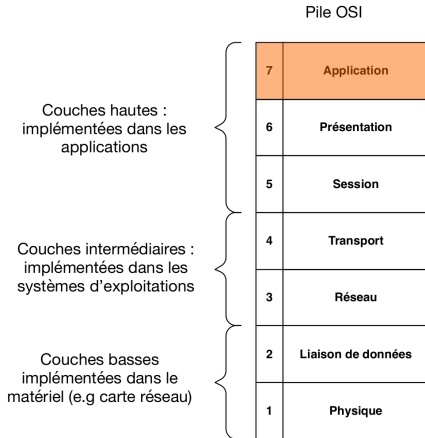 Pile OSI
7 Application
Couches hautes :
implémentées dans les
applications
6 Présentation
5 Session
Couches intermédiaires :
implémentées dans les
systèmes d'exploitations
4 Transport
3 Réseau
Couches basses
implémentées dans le
matériel (e.g carte réseau)
2 Liaison de données
1 Physique